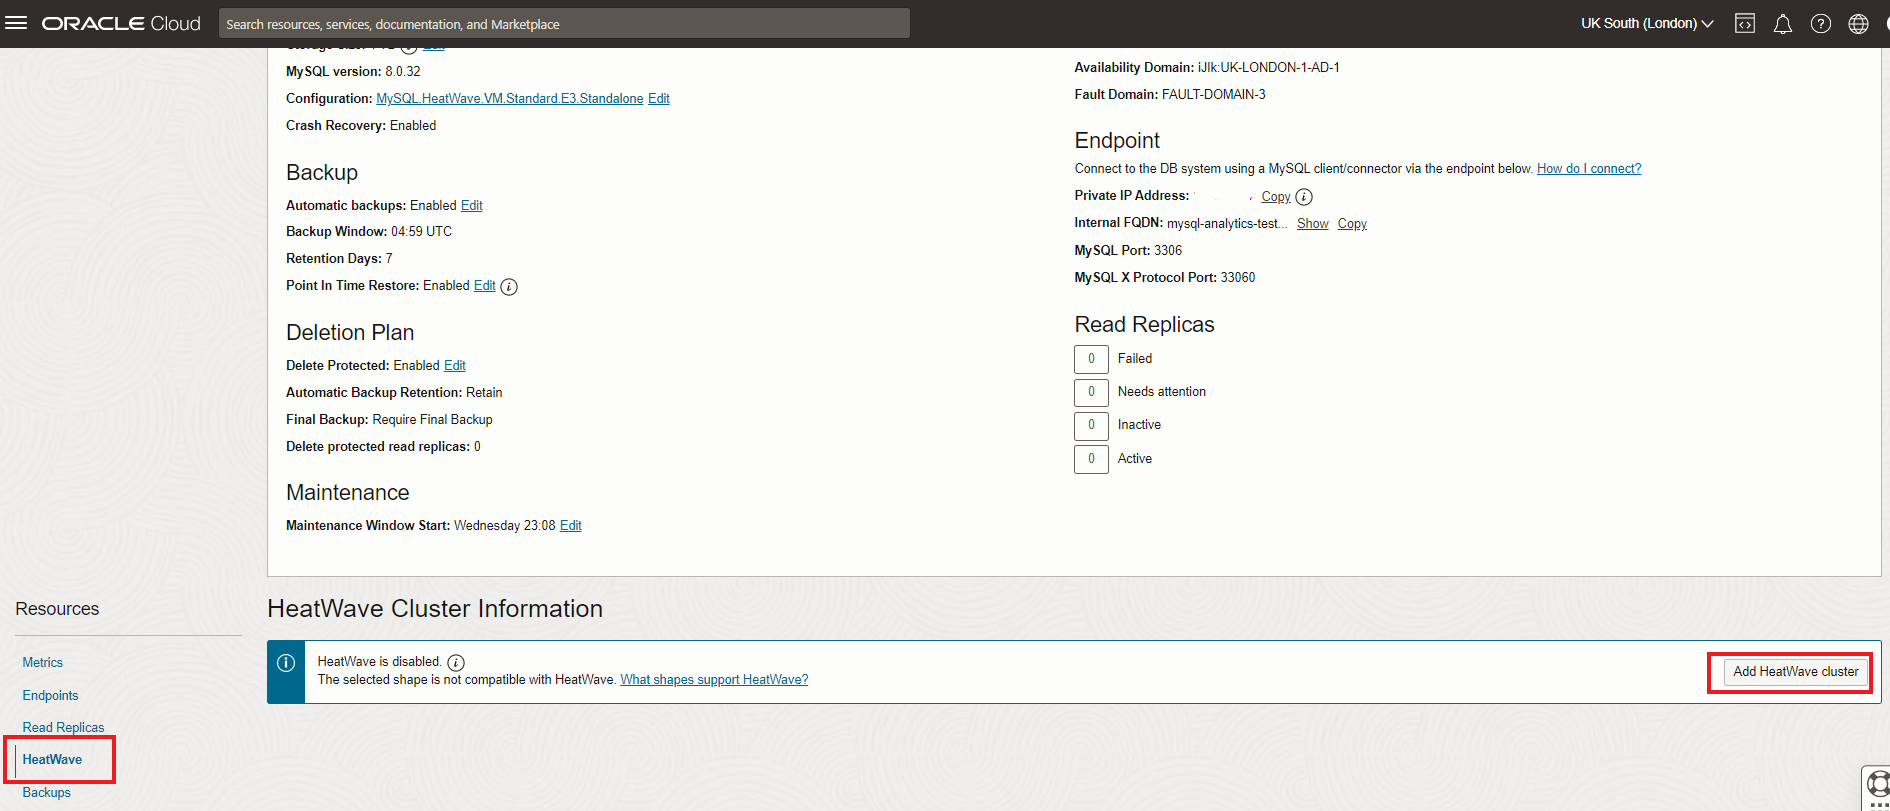 ORACLE Cloud
Search resources, services, documentation, and Marketplace
UK South (London)
MySQL version: 8.0.32
Configuration: MySQL.HeatWave.VM.Standard.E3.Standalone Edit
Crash Recovery: Enabled
Backup
Automatic backups: Enabled Edit
Backup Window: 04:59 UTC
Retention Days: 7
Point In Time Restore: Enabled Edit
Deletion Plan
Delete Protected: Enabled Edit
Automatic Backup Retention: Retain
Final Backup: Require Final Backup
Delete protected read replicas: 0
Maintenance
Maintenance Window Start: Wednesday 23:08 Edit
Availability Domain: iJlk:UK-LONDON-1-AD-1
Fault Domain: FAULT-DOMAIN-3
Endpoint
Connect to the DB system using a MySQL client/connector via the endpoint below. How do I connect?
Private IP Address: Copy
Internal FQDN: mysql-analytics-test... Show Copy
MySQL Port: 3306
MySQL X Protocol Port: 33060
Read Replicas
0 Failed
0 Needs attention
0 Inactive
0 Active
Resources
Metrics
Endpoints
Read Replicas
HeatWave
Backups
HeatWave Cluster Information
HeatWave is disabled.
The selected shape is not compatible with HeatWave. What shapes support HeatWave?
Add HeatWave cluster